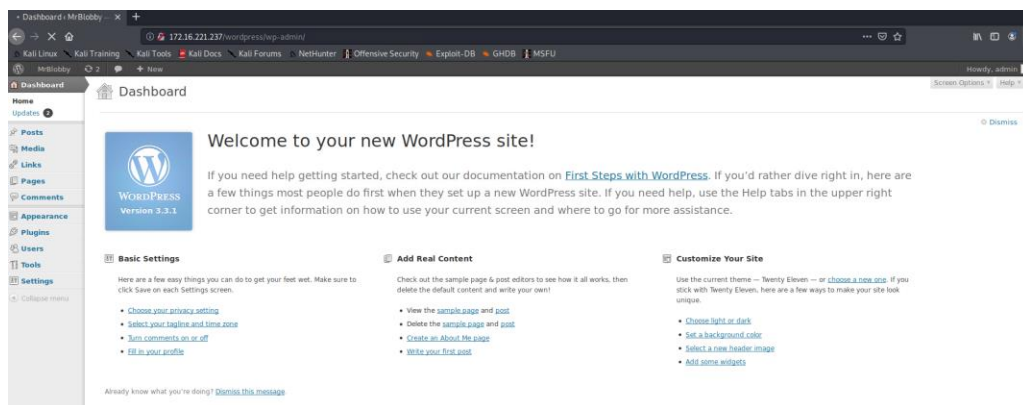 Dashboard ‹ MrBlobby — ×
172.16.221.237/wordpress/wp-admin/
Kali Linux Kali Training Kali Tools Kali Docs Kali Forums NetHunter Offensive Security Exploit-DB GHDB MSFU
MrBlobby 2 + New Howdy, admin
Dashboard
Home
Updates 2
Posts
Media
Links
Pages
Comments
Appearance
Plugins
Users
Tools
Settings
Collapse menu
Dashboard
Screen Options Help
Dismiss
WORDPRESS
Version 3.3.1
Welcome to your new WordPress site!
If you need help getting started, check out our documentation on First Steps with WordPress. If you'd rather dive right in, here are
a few things most people do first when they set up a new WordPress site. If you need help, use the Help tabs in the upper right
corner to get information on how to use your current screen and where to go for more assistance.
Basic Settings
Here are a few easy things you can do to get your feet wet. Make sure to
click Save on each Settings screen.
• Choose your privacy setting
• Select your tagline and time zone
• Turn comments on or off
• Fill in your profile
Add Real Content
Check out the sample page & post editors to see how it all works, then
delete the default content and write your own!
• View the sample page and post
• Delete the sample page and post
• Create an About Me page
• Write your first post
Customize Your Site
Use the current theme — Twenty Eleven — or choose a new one. If you
stick with Twenty Eleven, here are a few ways to make your site look
unique.
• Choose light or dark
• Set a background color
• Select a new header image
• Add some widgets
Already know what you're doing? Dismiss this message.